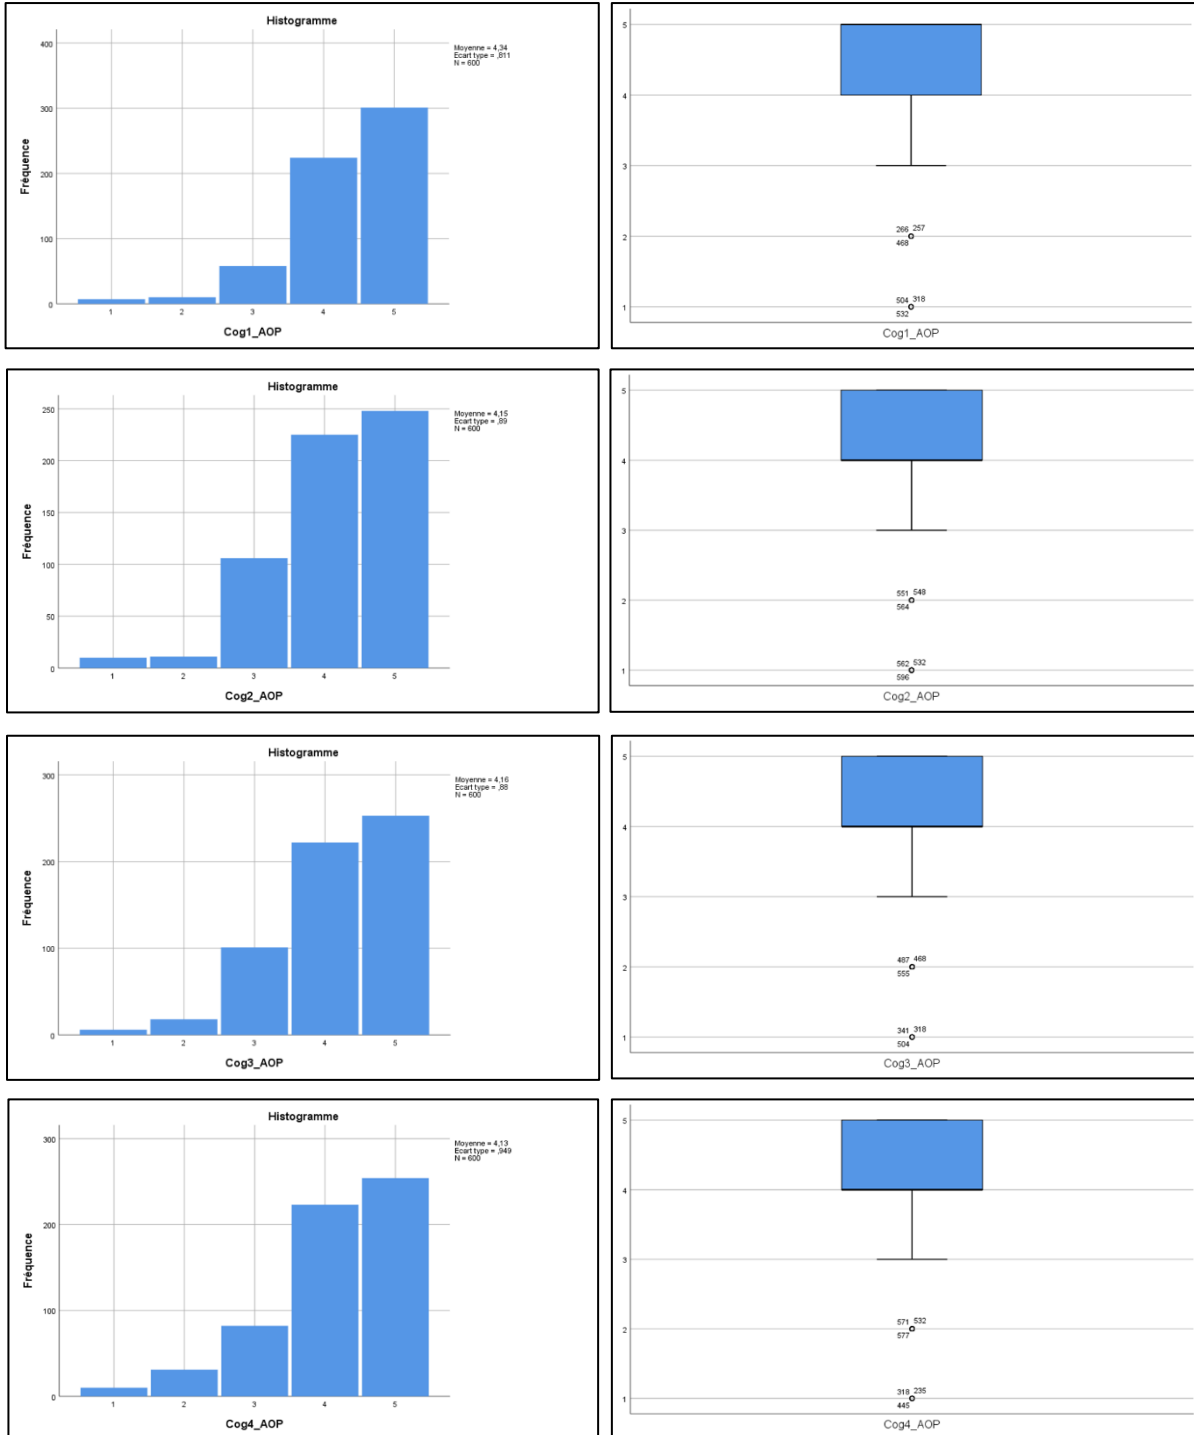 Histogramme
Moyenne = 4,34
Ecart type = ,811
N = 600
400
300
200
100
0
Fréquence
1 2 3 4 5
Cog1_AOP
5
4
3
2
1
266 257
468
504 318
532
Cog1_AOP
Histogramme
Moyenne = 4,15
Ecart type = ,89
N = 600
250
200
150
100
50
0
Fréquence
1 2 3 4 5
Cog2_AOP
5
4
3
2
1
551 548
564
562 532
596
Cog2_AOP
Histogramme
Moyenne = 4,16
Ecart type = ,88
N = 600
300
200
100
0
Fréquence
1 2 3 4 5
Cog3_AOP
5
4
3
2
1
487 468
555
341 318
504
Cog3_AOP
Histogramme
Moyenne = 4,13
Ecart type = ,949
N = 600
300
200
100
0
Fréquence
1 2 3 4 5
Cog4_AOP
5
4
3
2
1
571 532
577
318 235
445
Cog4_AOP